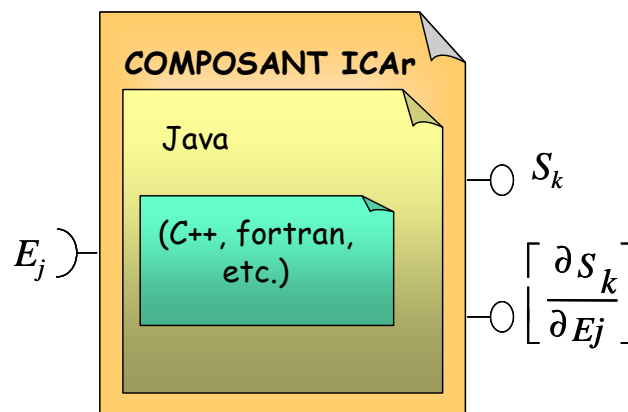 COMPOSANT ICAr
Java
(C++, fortran,
etc.)
E_j
S_k
[∂S_k / ∂Ej]